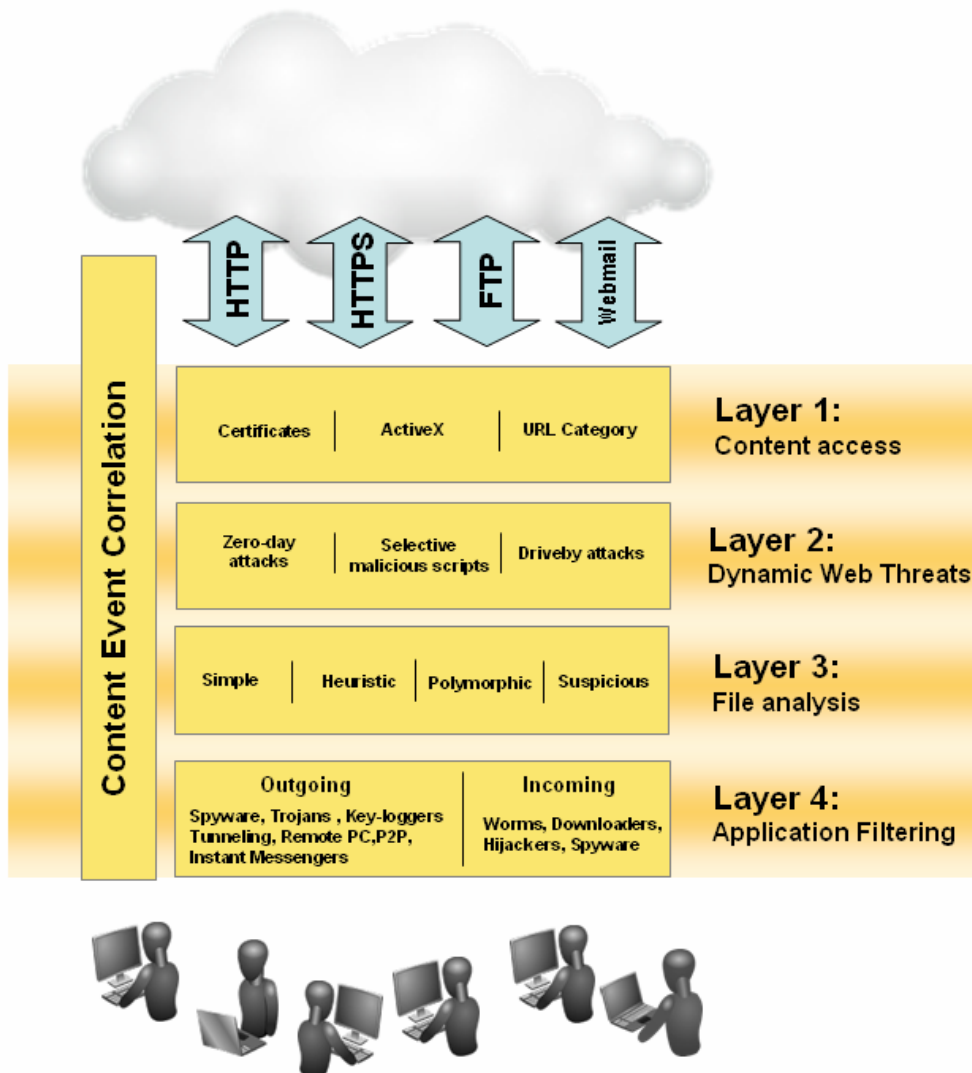 HTTP
HTTPS
FTP
Webmail
Content Event Correlation
Certificates
ActiveX
URL Category
Layer 1:
Content access
Zero-day
attacks
Selective
malicious scripts
Driveby attacks
Layer 2:
Dynamic Web Threats
Simple
Heuristic
Polymorphic
Suspicious
Layer 3:
File analysis
Outgoing
Spyware, Trojans , Key-loggers
Tunneling, Remote PC,P2P,
Instant Messengers
Incoming
Worms, Downloaders,
Hijackers, Spyware
Layer 4:
Application Filtering